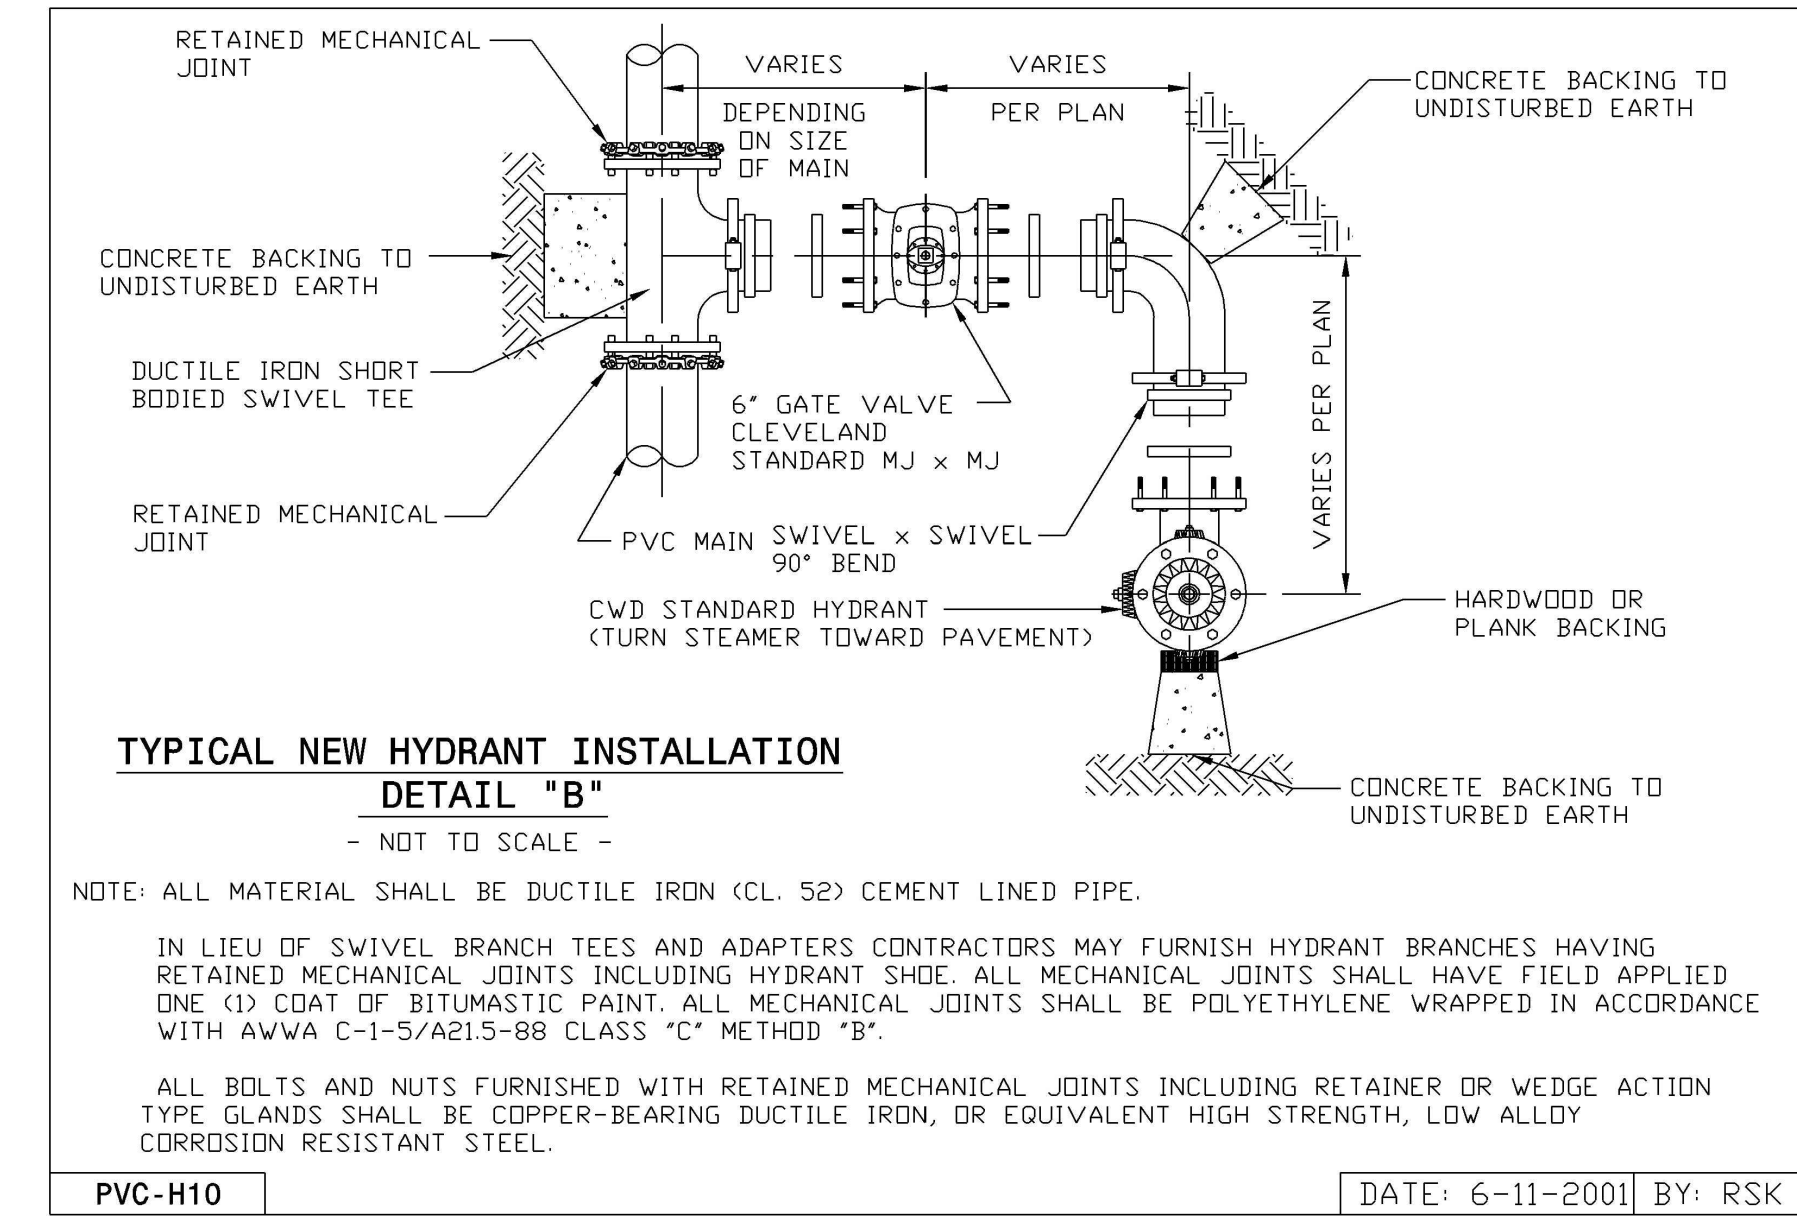 RETAINED MECHANICAL
JOINT
VARIES
DEPENDING
ON SIZE
OF MAIN
VARIES
PER PLAN
CONCRETE BACKING TO
UNDISTURBED EARTH
CONCRETE BACKING TO
UNDISTURBED EARTH
DUCTILE IRON SHORT
BODIED SWIVEL TEE
6" GATE VALVE
CLEVELAND
STANDARD MJ x MJ
VARIES PER PLAN
RETAINED MECHANICAL
JOINT
PVC MAIN
SWIVEL x SWIVEL
90° BEND
CWD STANDARD HYDRANT
(TURN STEAMER TOWARD PAVEMENT)
HARDWOOD OR
PLANK BACKING
CONCRETE BACKING TO
UNDISTURBED EARTH
TYPICAL NEW HYDRANT INSTALLATION
DETAIL "B"
- NOT TO SCALE -
NOTE: ALL MATERIAL SHALL BE DUCTILE IRON (CL. 52) CEMENT LINED PIPE.
IN LIEU OF SWIVEL BRANCH TEES AND ADAPTERS CONTRACTORS MAY FURNISH HYDRANT BRANCHES HAVING
RETAINED MECHANICAL JOINTS INCLUDING HYDRANT SHOE. ALL MECHANICAL JOINTS SHALL HAVE FIELD APPLIED
ONE (1) COAT OF BITUMASTIC PAINT. ALL MECHANICAL JOINTS SHALL BE POLYETHYLENE WRAPPED IN ACCORDANCE
WITH AWWA C-1-5/A21.5-88 CLASS "C" METHOD "B".
ALL BOLTS AND NUTS FURNISHED WITH RETAINED MECHANICAL JOINTS INCLUDING RETAINER OR WEDGE ACTION
TYPE GLANDS SHALL BE COPPER-BEARING DUCTILE IRON, OR EQUIVALENT HIGH STRENGTH, LOW ALLOY
CORROSION RESISTANT STEEL.
PVC-H10
DATE: 6-11-2001
BY: RSK